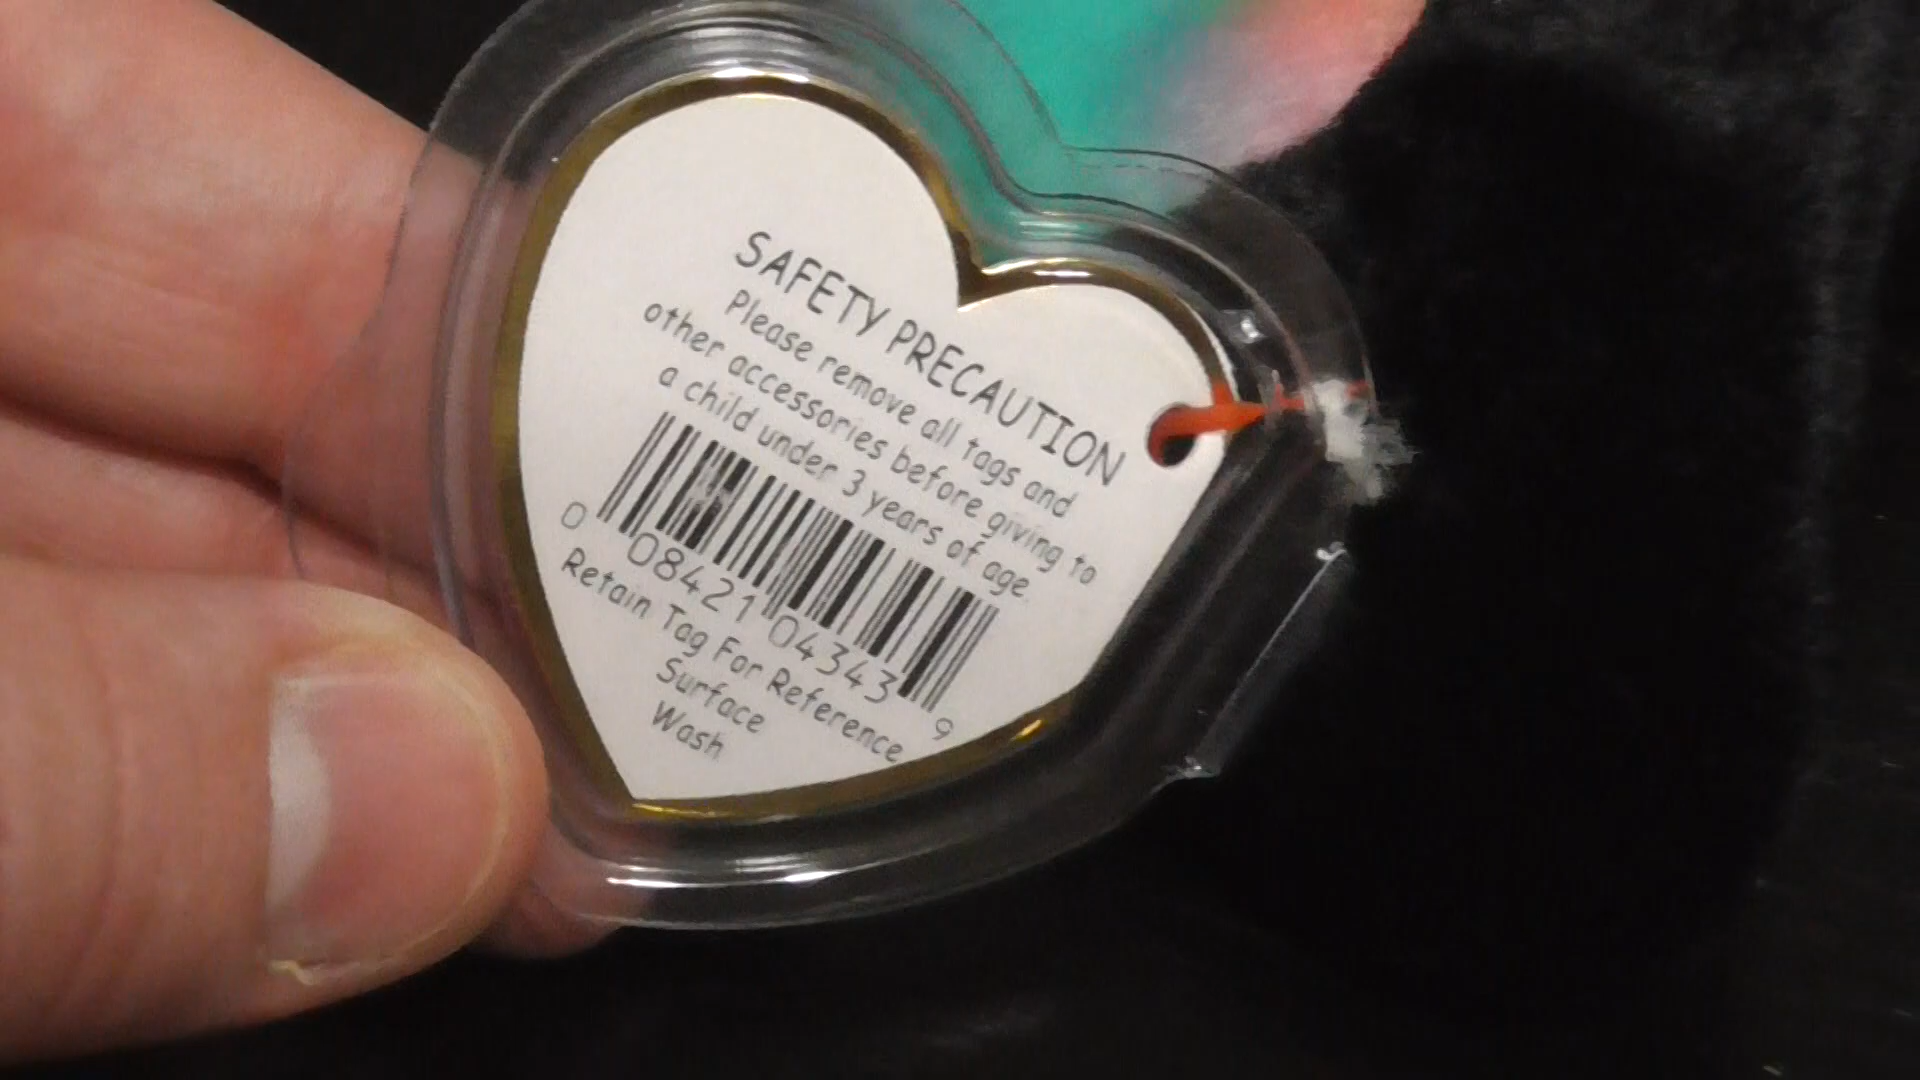 SAFETY PRECAUTION
Please remove all tags and
other accessories before giving to
a child under 3 years of age.
0 08421 04343 9
Retain Tag For Reference
Surface
Wash